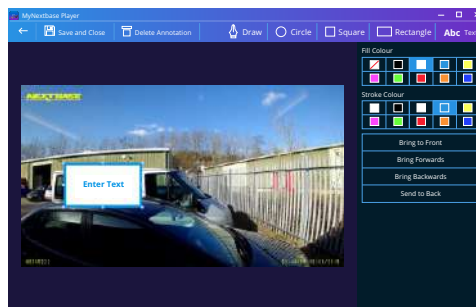 MyNextbase Player
Save and Close
Delete Annotation
Draw
Circle
Square
Rectangle
Abc Text
Fill Colour
Stroke Colour
Bring to Front
Bring Forwards
Bring Backwards
Send to Back
NEXTBASE
Enter Text